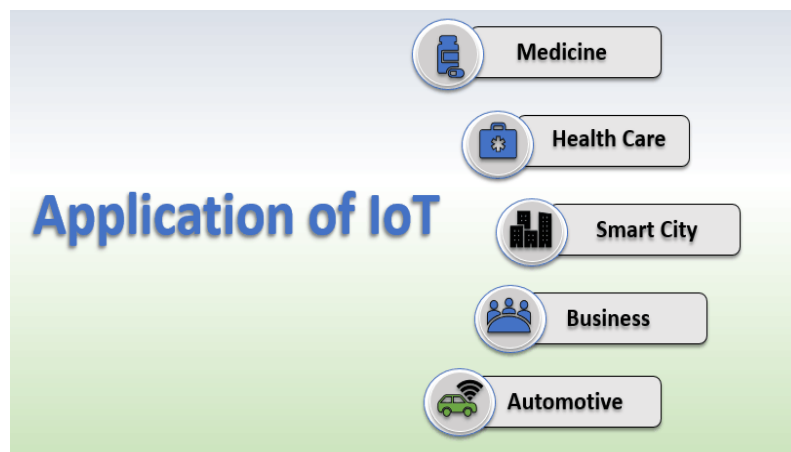 Application of IoT
Medicine
Health Care
Smart City
Business
Automotive